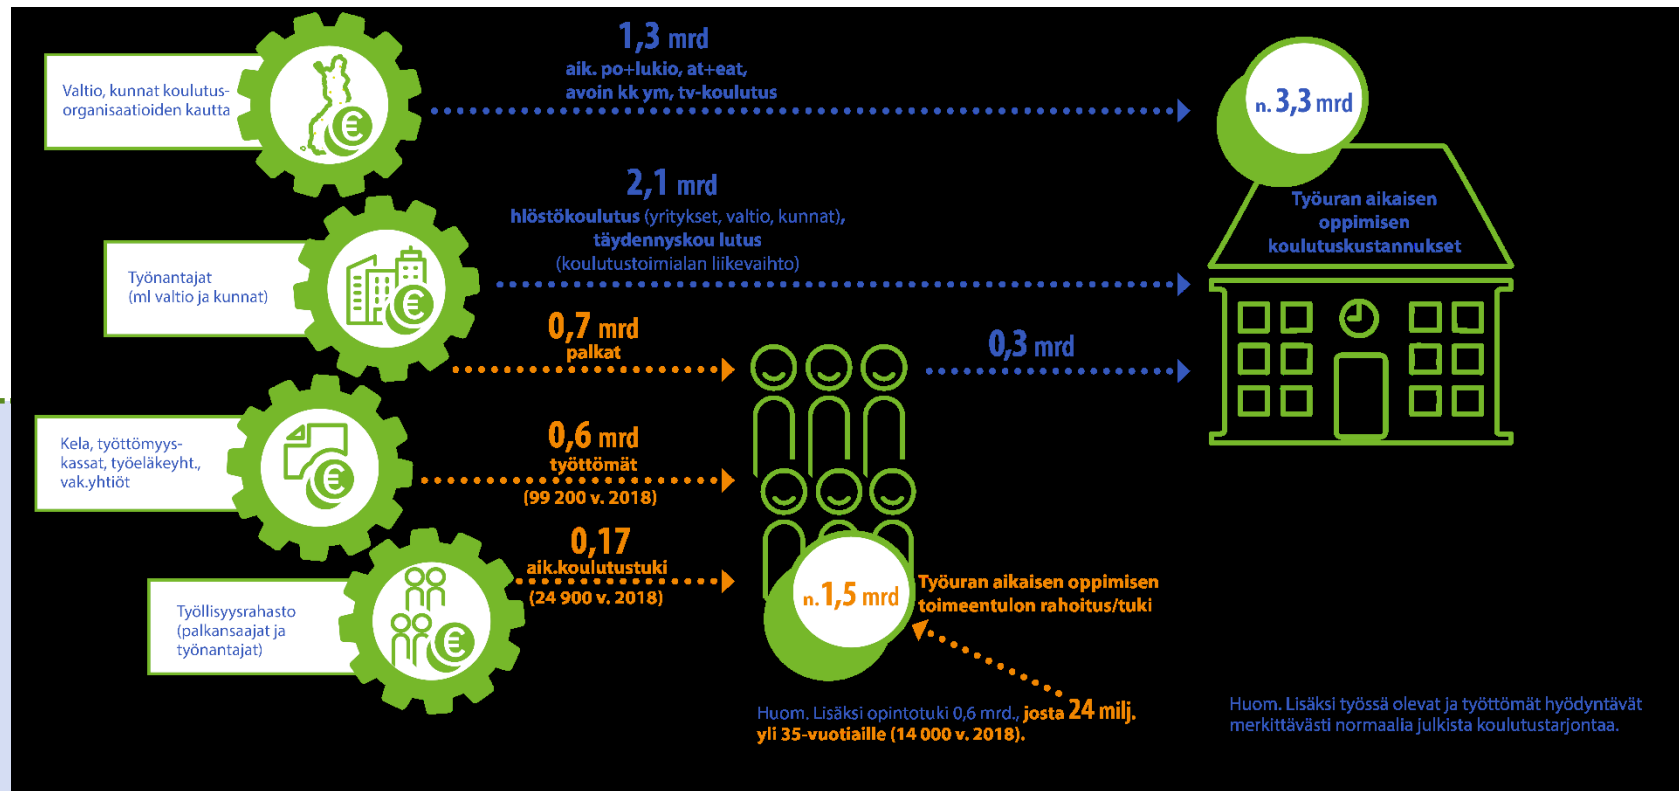 Valtio, kunnat koulutus-
organisaatioiden kautta
€
1,3 mrd
aik. po+lukio, at+eat,
avoin kk ym, tv-koulutus
n. 3,3 mrd
Työuran aikaisen
oppimisen
koulutuskustannukset
Työnantajat
(ml valtio ja kunnat)
€
2,1 mrd
hlöstökoulutus (yritykset, valtio, kunnat),
täydennyskou lutus
(koulutustoimialan liikevaihto)
0,7 mrd
palkat
0,3 mrd
Kela, työttömyys-
kassat, työeläkeyht.,
vak.yhtiöt
€
0,6 mrd
työttömät
(99 200 v. 2018)
Työllisyysrahasto
(palkansaajat ja
työnantajat)
€
0,17
aik.koulutustuki
(24 900 v. 2018)
n. 1,5 mrd
Työuran aikaisen oppimisen
toimeentulon rahoitus/tuki
Huom. Lisäksi opintotuki 0,6 mrd., josta 24 milj.
yli 35-vuotiaille (14 000 v. 2018).
Huom. Lisäksi työssä olevat ja työttömät hyödyntävät
merkittävästi normaalia julkista koulutustarjontaa.